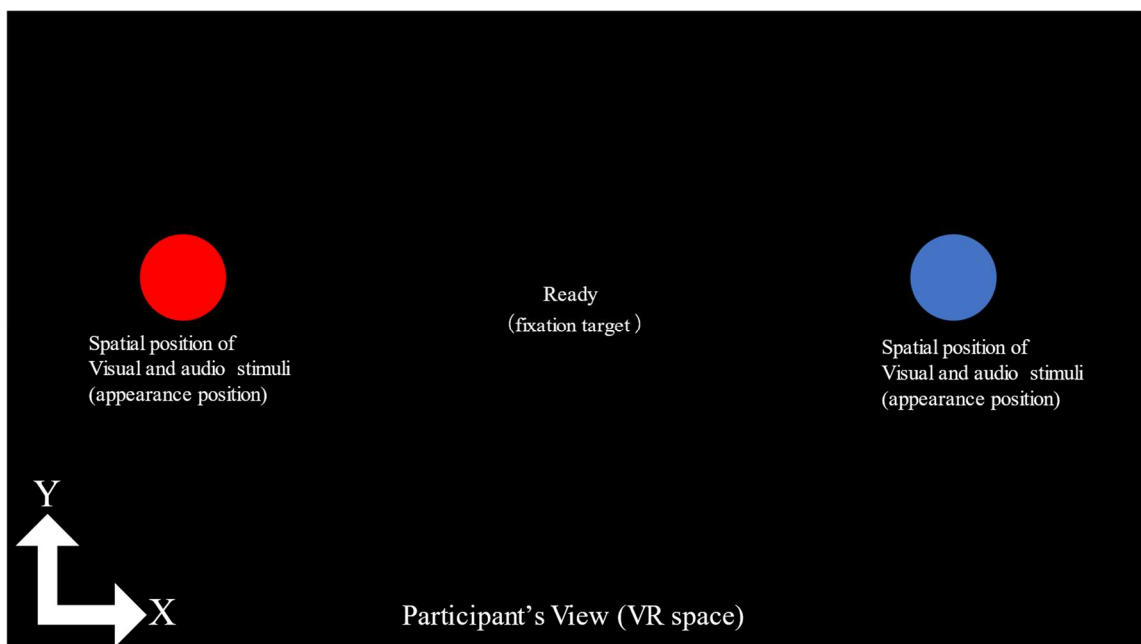 Ready
（fixation target）
Spatial position of
Visual and audio stimuli
(appearance position)
Spatial position of
Visual and audio stimuli
(appearance position)
Y
X
Participant’s View (VR space)